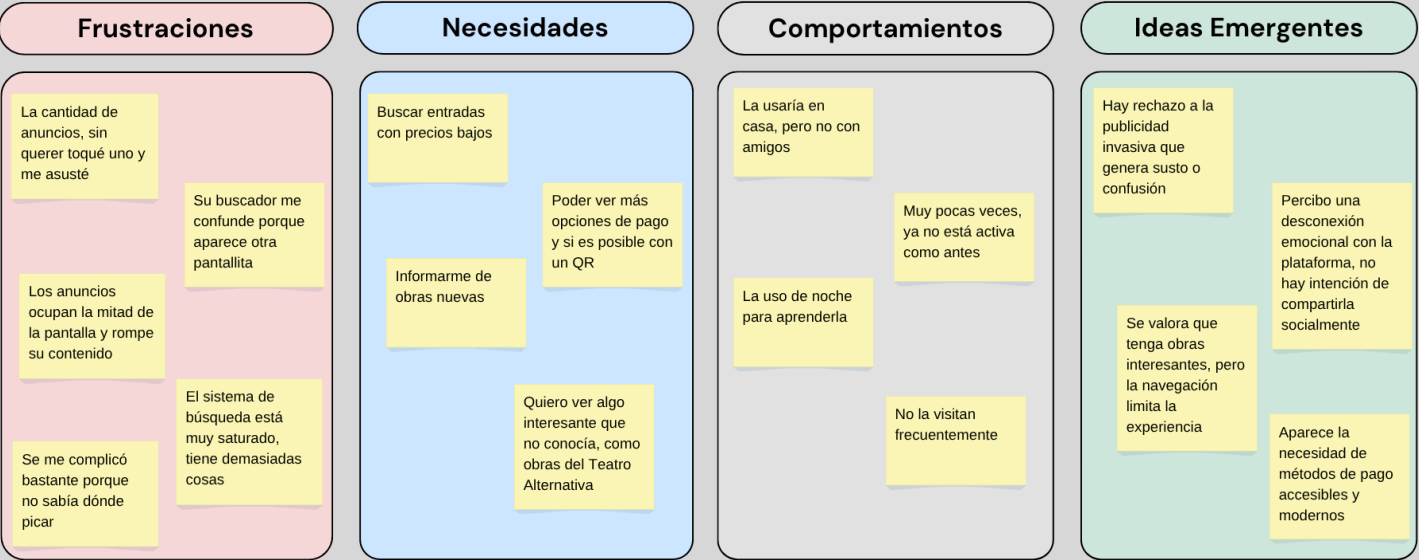 Frustraciones
La cantidad de
anuncios, sin
querer toqué uno y
me asusté
Su buscador me
confunde porque
aparece otra
pantallita
Los anuncios
ocupan la mitad de
la pantalla y rompe
su contenido
El sistema de
búsqueda está
muy saturado,
tiene demasiadas
cosas
Se me complicó
bastante porque
no sabía dónde
picar
Necesidades
Buscar entradas
con precios bajos
Poder ver más
opciones de pago
y si es posible con
un QR
Informarme de
obras nuevas
Quiero ver algo
interesante que
no conocía, como
obras del Teatro
Alternativa
Comportamientos
La usaría en
casa, pero no con
amigos
Muy pocas veces,
ya no está activa
como antes
La uso de noche
para aprenderla
No la visitan
frecuentemente
Ideas Emergentes
Hay rechazo a la
publicidad
invasiva que
genera susto o
confusión
Percibo una
desconexión
emocional con la
plataforma, no
hay intención de
compartirla
socialmente
Se valora que
tenga obras
interesantes, pero
la navegación
limita la
experiencia
Aparece la
necesidad de
métodos de pago
accesibles y
modernos